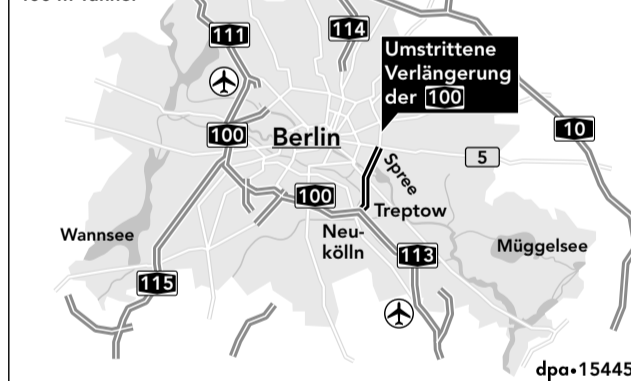 111
114
Umstrittene
Verlängerung
der 100
100
Berlin
10
5
Spree
100
Treptow
Neu-
kölln
Wannsee
Müggelsee
113
115
dpa•15445